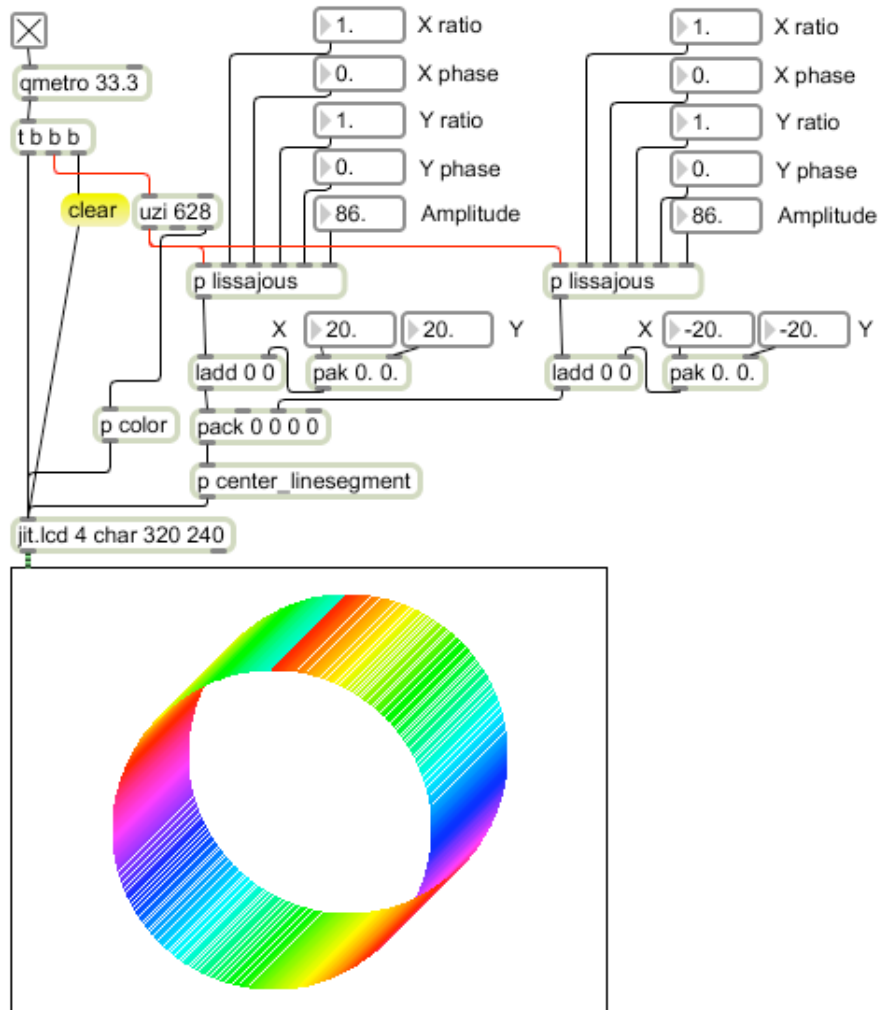 1. X ratio
1. X ratio
qmetro 33.3
0. X phase
0. X phase
t b b b
1. Y ratio
1. Y ratio
0. Y phase
0. Y phase
clear
uzi 628
86. Amplitude
86. Amplitude
p lissajous
p lissajous
X 20. 20. Y
X -20. -20. Y
ladd 0 0
pak 0. 0.
ladd 0 0
pak 0. 0.
p color
pack 0 0 0 0
p center_linesegment
jit.lcd 4 char 320 240